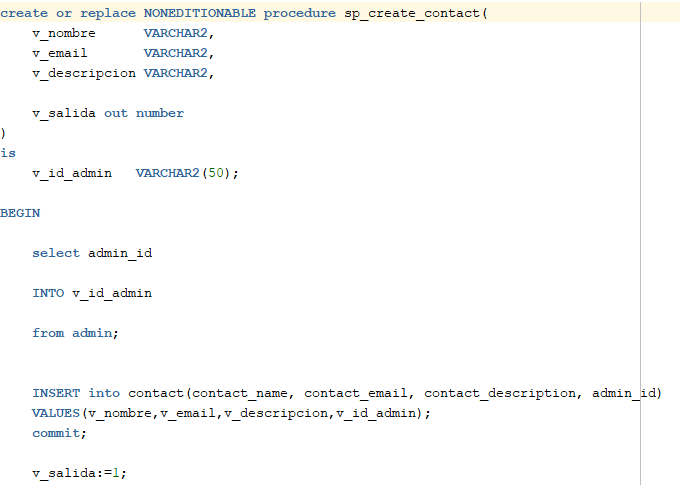 create or replace NONEDITIONABLE procedure sp_create_contact(
v_nombre      VARCHAR2,
v_email       VARCHAR2,
v_descripcion VARCHAR2,
v_salida out number
)
is
v_id_admin   VARCHAR2(50);
BEGIN
select admin_id
INTO v_id_admin
from admin;
INSERT into contact(contact_name, contact_email, contact_description, admin_id)
VALUES(v_nombre,v_email,v_descripcion,v_id_admin);
commit;
v_salida:=1;